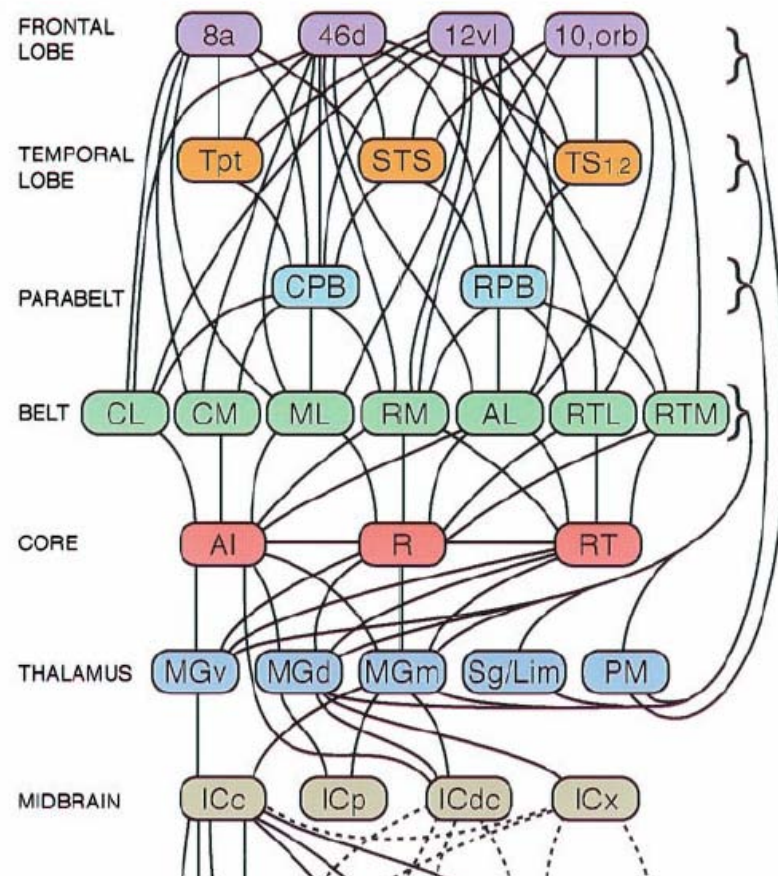 FRONTAL
LOBE
8a 46d 12vl 10,orb
TEMPORAL
LOBE
Tpt STS TS1,2
PARABELT
CPB RPB
BELT
CL CM ML RM AL RTL RTM
CORE
AI R RT
THALAMUS
MGv MGd MGm Sg/Lim PM
MIDBRAIN
ICc ICp ICdc ICx